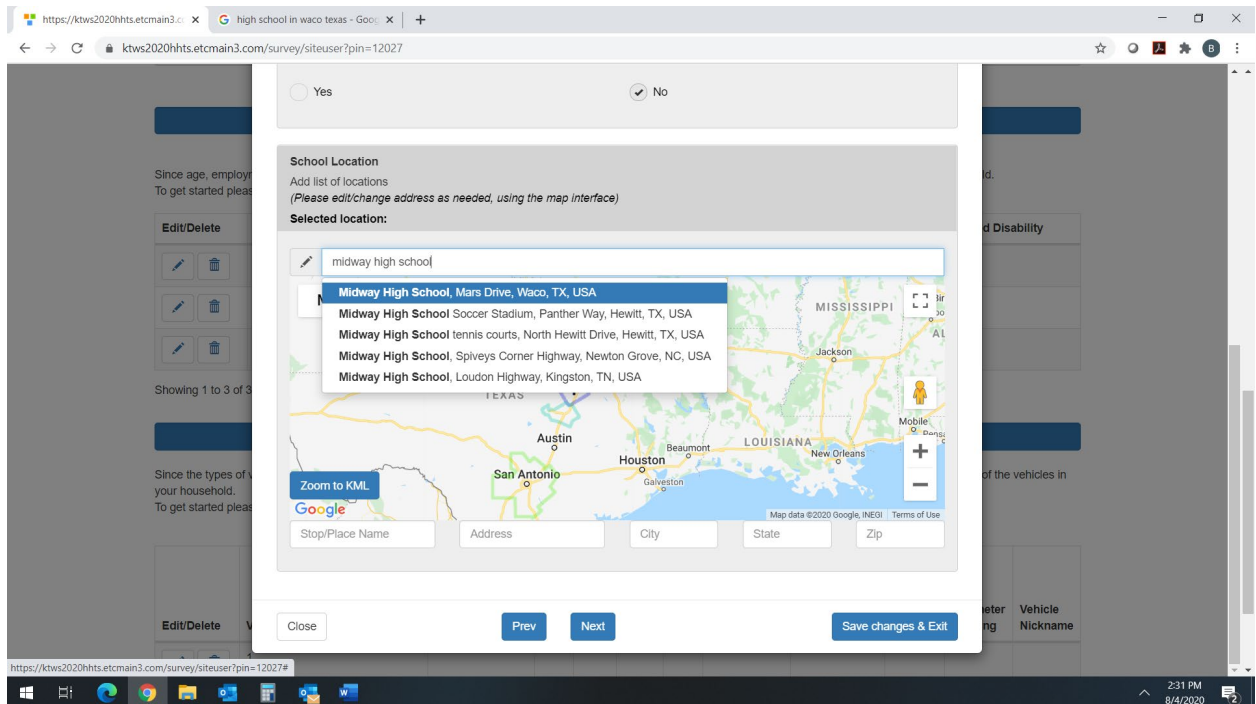 https://ktws2020hhts.etcmain3.c
high school in waco texas - Goog
ktws2020hhts.etcmain3.com/survey/siteuser?pin=12027
B
Yes
No
Since age, employ
ld.
To get started pleas
School Location
Add list of locations
(Please edit/change address as needed, using the map interface)
Selected location:
Edit/Delete
d Disability
midway high school
Midway High School, Mars Drive, Waco, TX, USA
Midway High School Soccer Stadium, Panther Way, Hewitt, TX, USA
Midway High School tennis courts, North Hewitt Drive, Hewitt, TX, USA
Midway High School, Spiveys Corner Highway, Newton Grove, NC, USA
Midway High School, Loudon Highway, Kingston, TN, USA
MISSISSIPPI
AL
Jackson
Showing 1 to 3 of 3
TEXAS
Mobile
Austin
Beaumont
LOUISIANA
New Orleans
Houston
San Antonio
Galveston
Since the types of v
of the vehicles in
your household.
To get started pleas
Zoom to KML
Google
Map data ©2020 Google, INEGI
Terms of Use
Stop/Place Name
Address
City
State
Zip
Edit/Delete
V
eter
ng
Vehicle
Nickname
Close
Prev
Next
Save changes & Exit
https://ktws2020hhts.etcmain3.com/survey/siteuser?pin=12027#
2:31 PM
8/4/2020
2